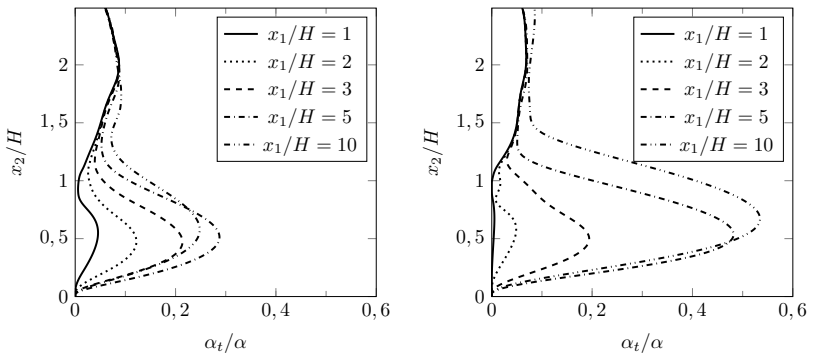 x₁/H = 1
x₁/H = 2
x₁/H = 3
x₁/H = 5
x₁/H = 10
2
1, 5
1
0, 5
0
x₂/H
0
0, 2
0, 4
0, 6
αₜ/α
x₁/H = 1
x₁/H = 2
x₁/H = 3
x₁/H = 5
x₁/H = 10
2
1, 5
1
0, 5
0
x₂/H
0
0, 2
0, 4
0, 6
αₜ/α